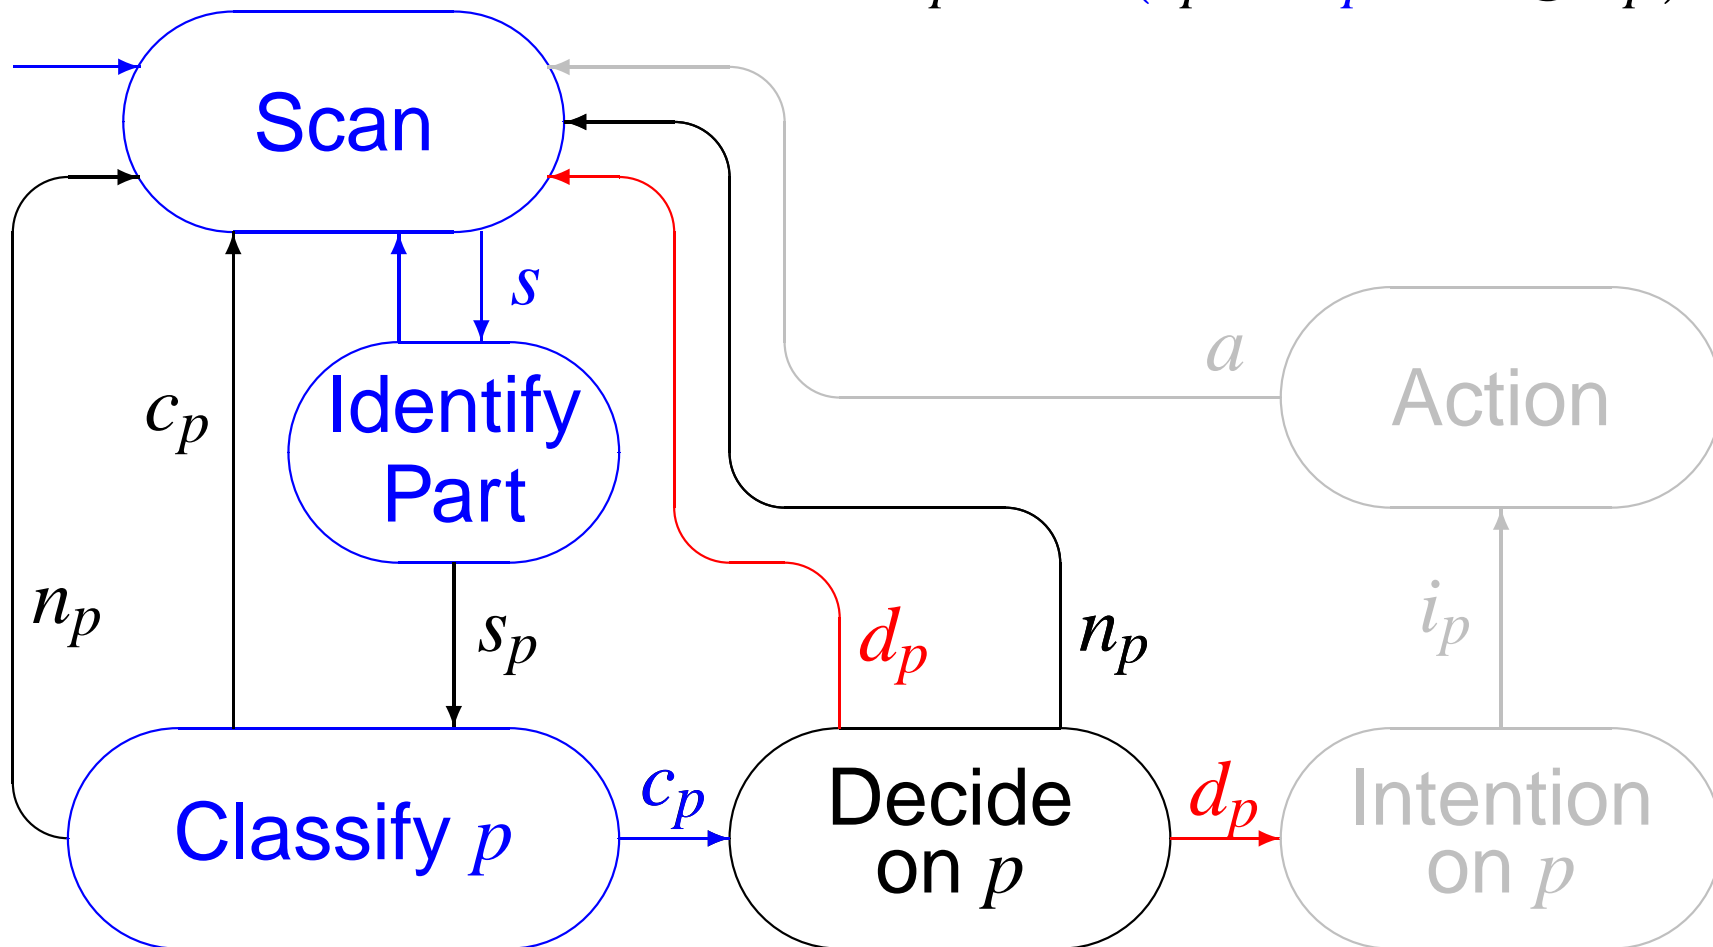 Scan
s
a
Identify
Part
Action
c_p
n_p
s_p
d_p
n_p
i_p
Classify p
c_p
Decide
on p
d_p
Intention
on p